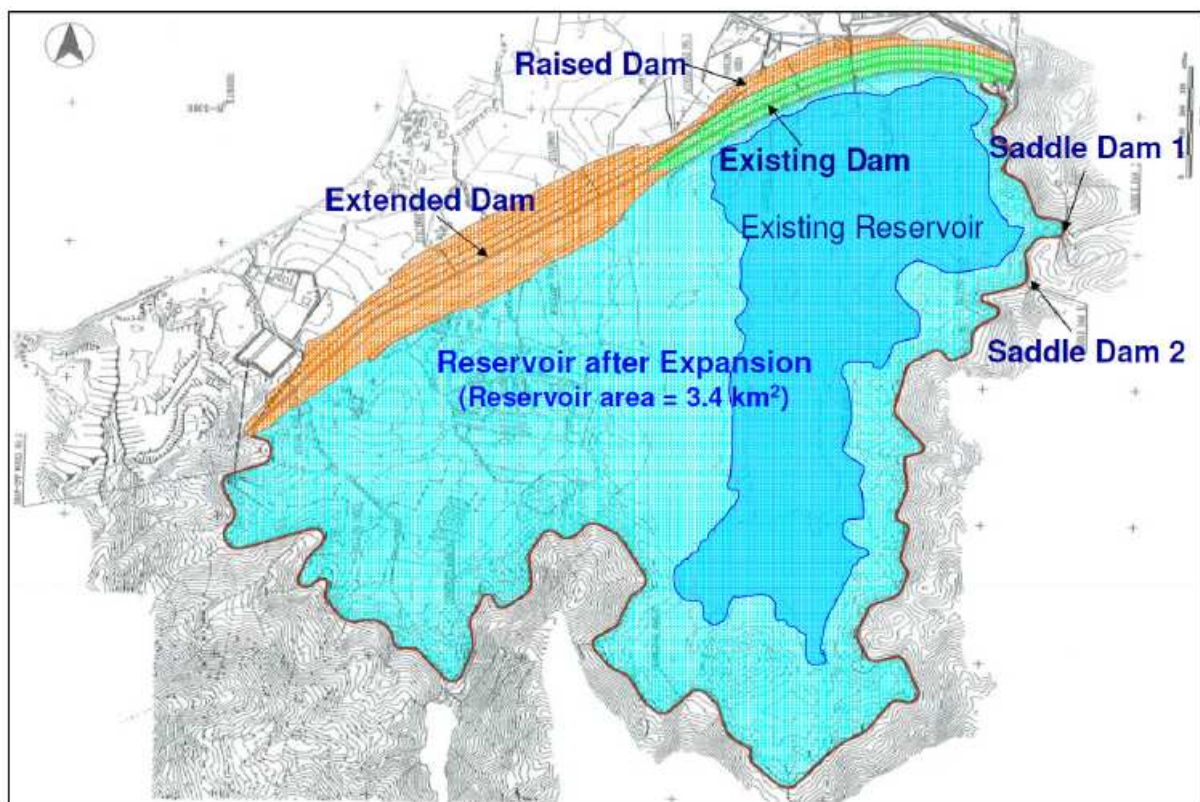 Raised Dam
Existing Dam
Saddle Dam 1
Extended Dam
Existing Reservoir
Reservoir after Expansion
(Reservoir area = 3.4 km²)
Saddle Dam 2